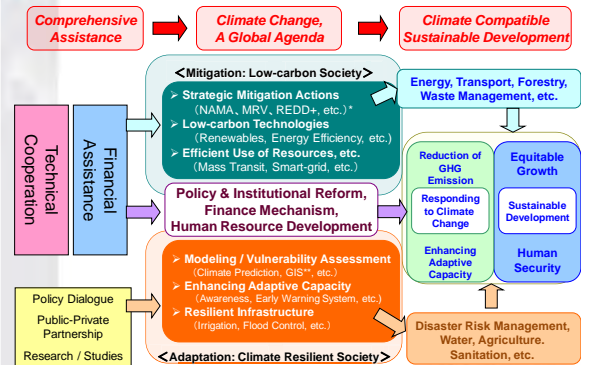 Comprehensive
Assistance
Climate Change,
A Global Agenda
Climate Compatible
Sustainable Development
Technical
Cooperation
Financial
Assistance
Policy Dialogue
Public-Private
Partnership
Research / Studies
<Mitigation: Low-carbon Society>
➢ Strategic Mitigation Actions
(NAMA、MRV、REDD+, etc.)*
➢ Low-carbon Technologies
(Renewables, Energy Efficiency, etc.)
➢ Efficient Use of Resources, etc.
(Mass Transit, Smart-grid, etc.)
Policy & Institutional Reform,
Finance Mechanism,
Human Resource Development
➢ Modeling / Vulnerability Assessment
(Climate Prediction, GIS**, etc.)
➢ Enhancing Adaptive Capacity
(Awareness, Early Warning System, etc.)
➢ Resilient Infrastructure
(Irrigation, Flood Control, etc.)
<Adaptation: Climate Resilient Society>
Energy, Transport, Forestry,
Waste Management, etc.
Reduction of
GHG
Emission
Responding
to Climate
Change
Enhancing
Adaptive
Capacity
Equitable
Growth
Sustainable
Development
Human
Security
Disaster Risk Management,
Water, Agriculture.
Sanitation, etc.